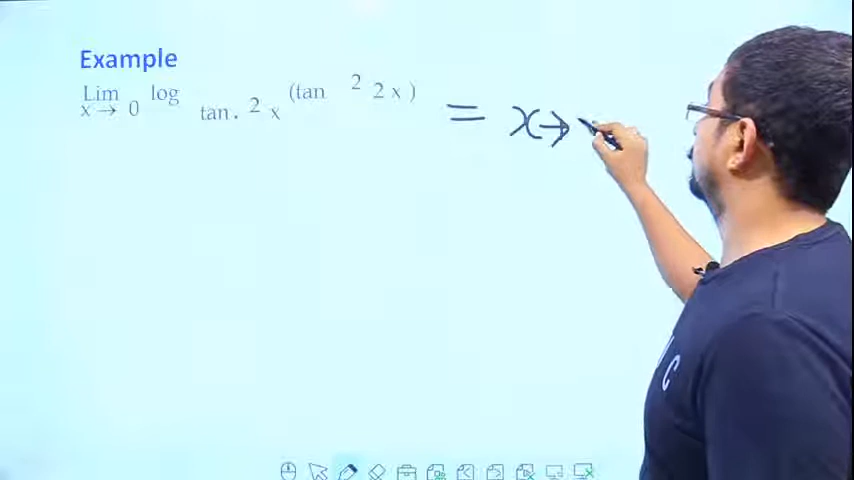 Example
Lim x → 0 log tan. 2 x (tan 2 2 x )
= x →
C